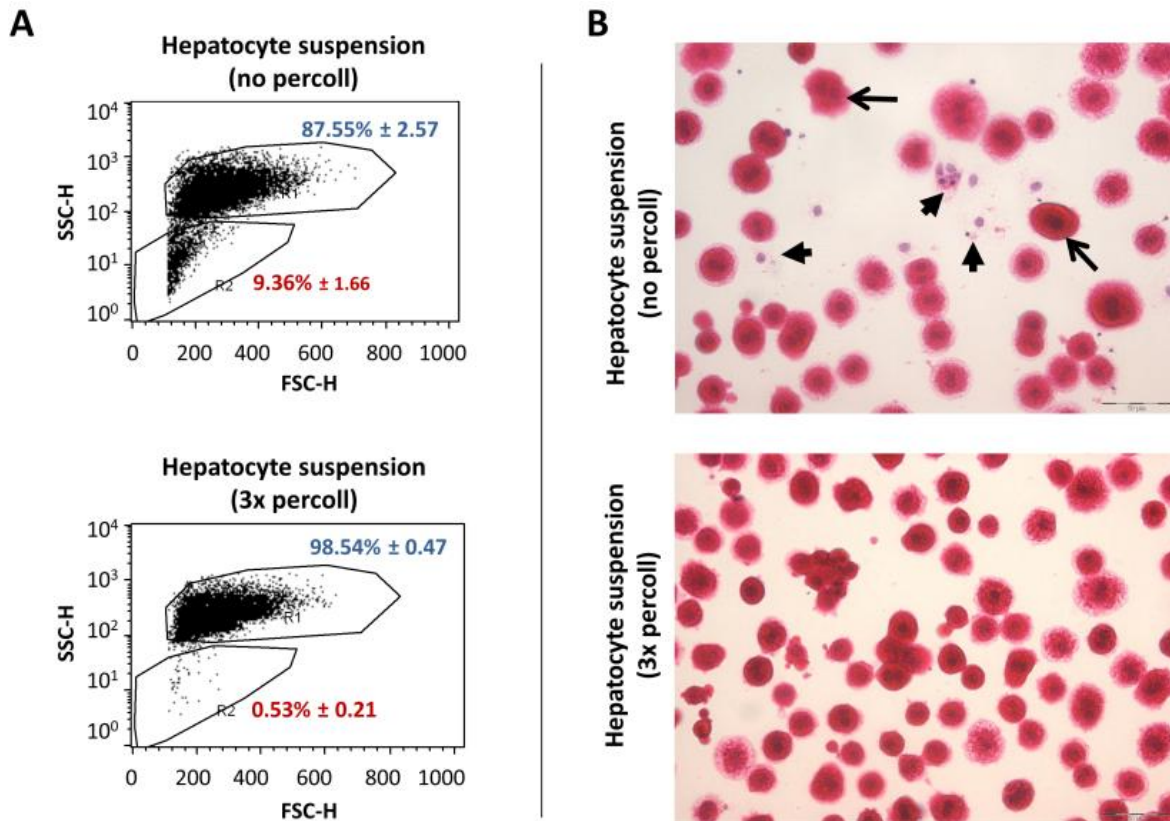 A
Hepatocyte suspension
(no percoll)
10⁴
10³
10²
10¹
10⁰
SSC-H
87.55% ± 2.57
R1
R2
9.36% ± 1.66
0 200 400 600 800 1000
FSC-H
Hepatocyte suspension
(3x percoll)
10⁴
10³
10²
10¹
10⁰
SSC-H
98.54% ± 0.47
R1
R2
0.53% ± 0.21
0 200 400 600 800 1000
FSC-H
B
Hepatocyte suspension
(no percoll)
Hepatocyte suspension
(3x percoll)